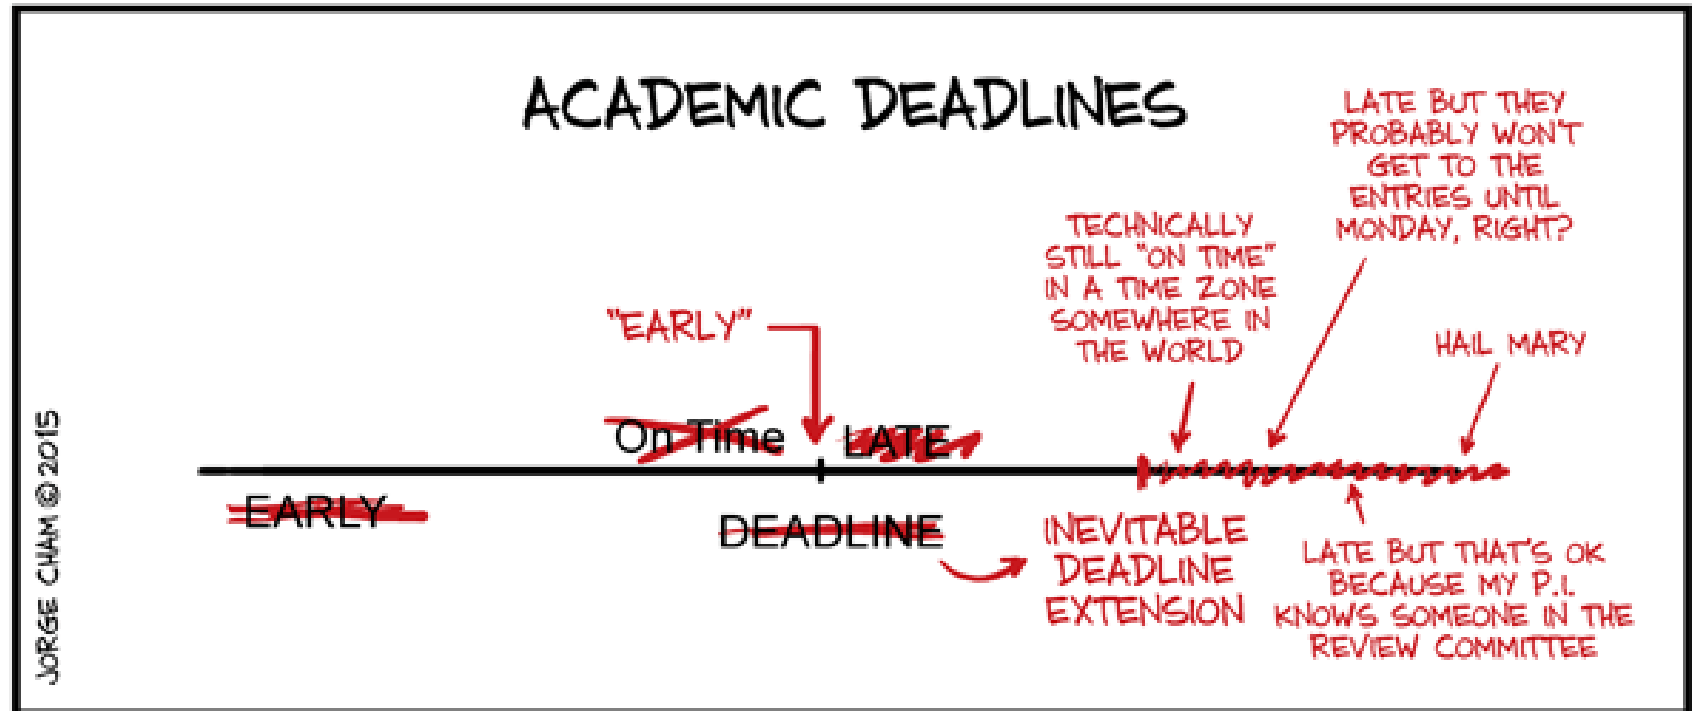 ACADEMIC DEADLINES
LATE BUT THEY
PROBABLY WON'T
GET TO THE
ENTRIES UNTIL
MONDAY, RIGHT?
TECHNICALLY
STILL "ON TIME"
IN A TIME ZONE
SOMEWHERE IN
THE WORLD
"EARLY"
HAIL MARY
On Time
LATE
EARLY
DEADLINE
INEVITABLE
DEADLINE
EXTENSION
LATE BUT THAT'S OK
BECAUSE MY P.I.
KNOWS SOMEONE IN THE
REVIEW COMMITTEE
JORGE CHAM © 2015